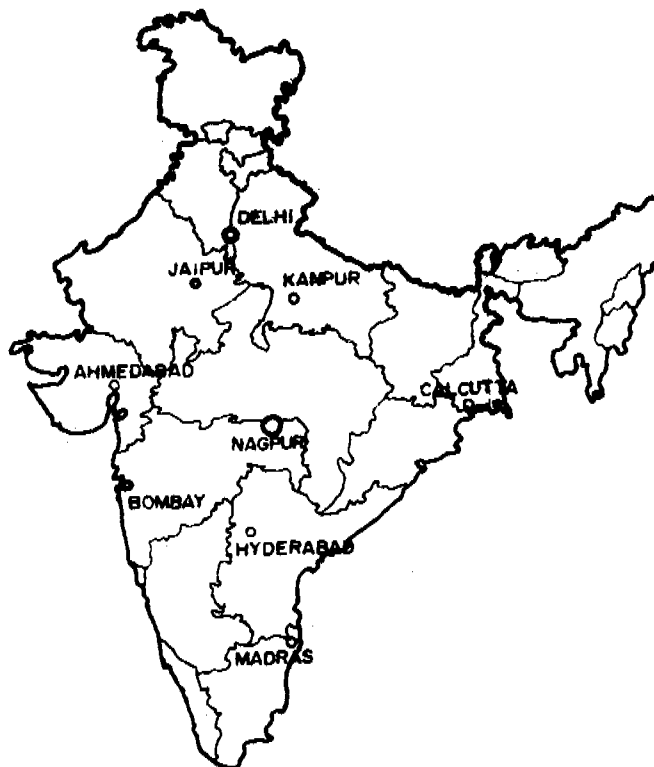 DELHI
JAIPUR
KANPUR
AHMEDABAD
CALCUTTA
NAGPUR
BOMBAY
HYDERABAD
MADRAS